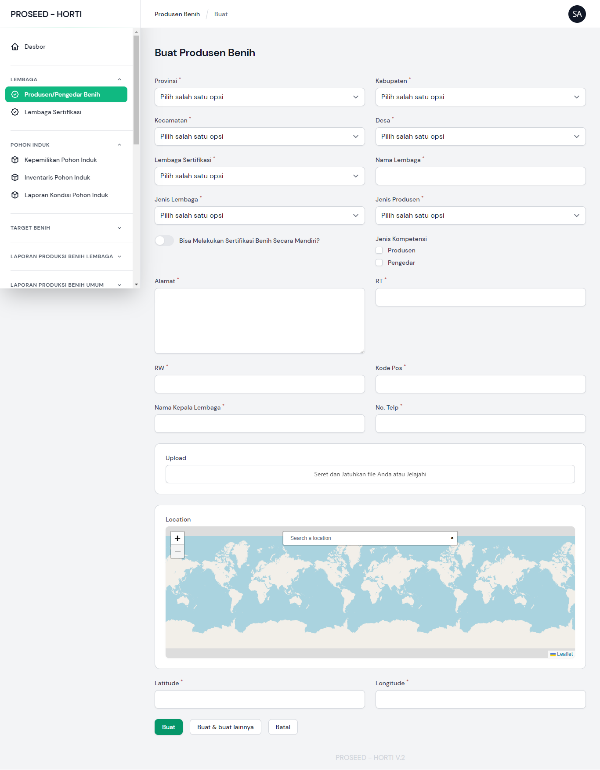 PROSEED - HORTI
Produsen Benih / Buat
SA
Dasbor
LEMBAGA
Produsen/Pengedar Benih
Lembaga Sertifikasi
POHON INDUK
Kepemilikan Pohon Induk
Inventaris Pohon Induk
Laporan Kondisi Pohon Induk
TARGET BENIH
LAPORAN PRODUKSI BENIH LEMBAGA
LAPORAN PRODUKSI BENIH UMUM
Buat Produsen Benih
Provinsi *
Kabupaten *
Pilih salah satu opsi
Pilih salah satu opsi
Kecamatan *
Desa *
Pilih salah satu opsi
Pilih salah satu opsi
Lembaga Sertifikasi *
Nama Lembaga *
Pilih salah satu opsi
Jenis Lembaga *
Jenis Produsen *
Pilih salah satu opsi
Pilih salah satu opsi
Bisa Melakukan Sertifikasi Benih Secara Mandiri?
Jenis Kompetensi
Produsen
Pengedar
Alamat *
RT *
RW *
Kode Pos *
Nama Kepala Lembaga *
No. Telp *
Upload
Seret dan Jatuhkan file Anda atau Jelajahi
Location
+
−
Search a location
Leaflet
Latitude *
Longitude *
Buat
Buat & buat lainnya
Batal
PROSEED - HORTI V.2